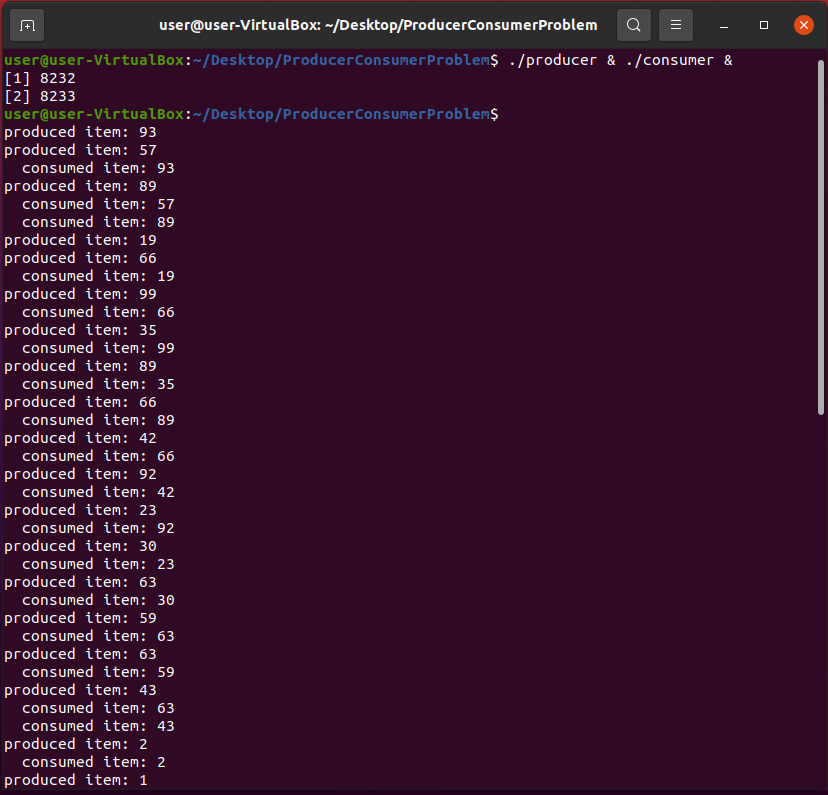 user@user-VirtualBox: ~/Desktop/ProducerConsumerProblem
user@user-VirtualBox:~/Desktop/ProducerConsumerProblem$ ./producer & ./consumer &
[1] 8232
[2] 8233
user@user-VirtualBox:~/Desktop/ProducerConsumerProblem$
produced item: 93
produced item: 57
  consumed item: 93
produced item: 89
  consumed item: 57
  consumed item: 89
produced item: 19
produced item: 66
  consumed item: 19
produced item: 99
  consumed item: 66
produced item: 35
  consumed item: 99
produced item: 89
  consumed item: 35
produced item: 66
  consumed item: 89
produced item: 42
  consumed item: 66
produced item: 92
  consumed item: 42
produced item: 23
  consumed item: 92
produced item: 30
  consumed item: 23
produced item: 63
  consumed item: 30
produced item: 59
  consumed item: 63
produced item: 63
  consumed item: 59
produced item: 43
  consumed item: 63
  consumed item: 43
produced item: 2
  consumed item: 2
produced item: 1